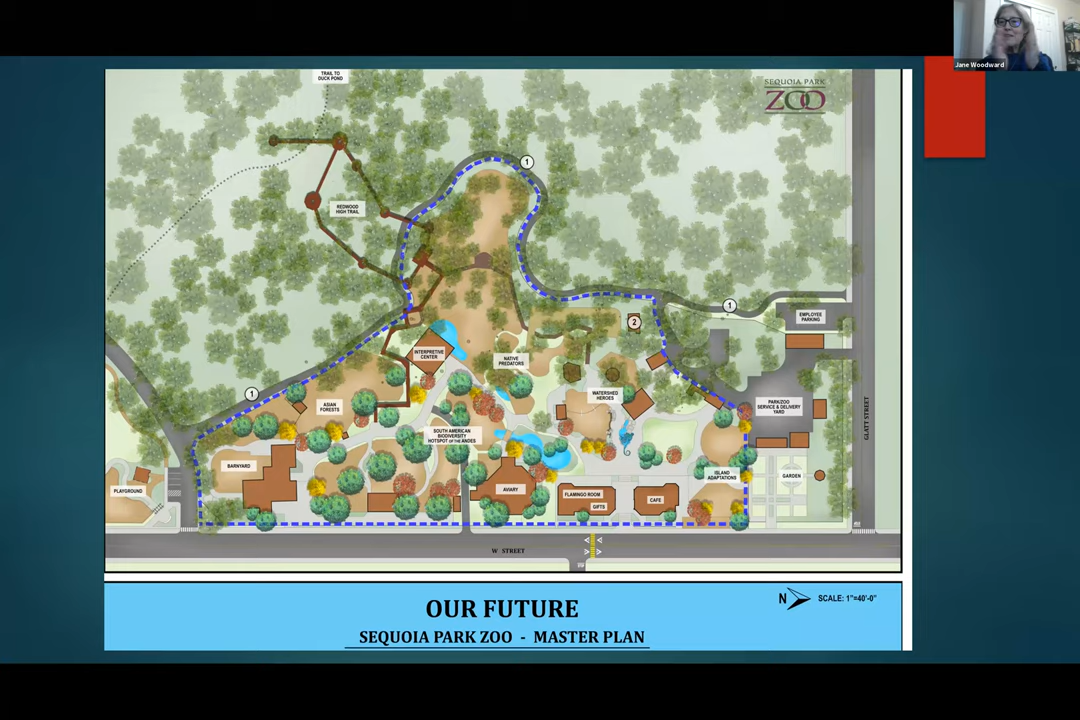 Jane Woodward
TRAIL TO
DUCK POND
SEQUOIA PARK
ZOO
1
REDWOOD
HIGH TRAIL
1
EMPLOYEE
PARKING
2
INTERPRETIVE
CENTER
NATIVE
PREDATORS
1
WATERSHED
HEROES
ASIAN
FORESTS
PARK/ZOO
SERVICE & DELIVERY
YARD
GLATT STREET
SOUTH AMERICAN
BIODIVERSITY
HOTSPOT OF THE ANDES
BARNYARD
ISLAND
ADAPTATIONS
GARDEN
PLAYGROUND
AVIARY
FLAMINGO ROOM
GIFTS
CAFE
W STREET
OUR FUTURE
SEQUOIA PARK ZOO - MASTER PLAN
N
SCALE: 1"=40'-0"